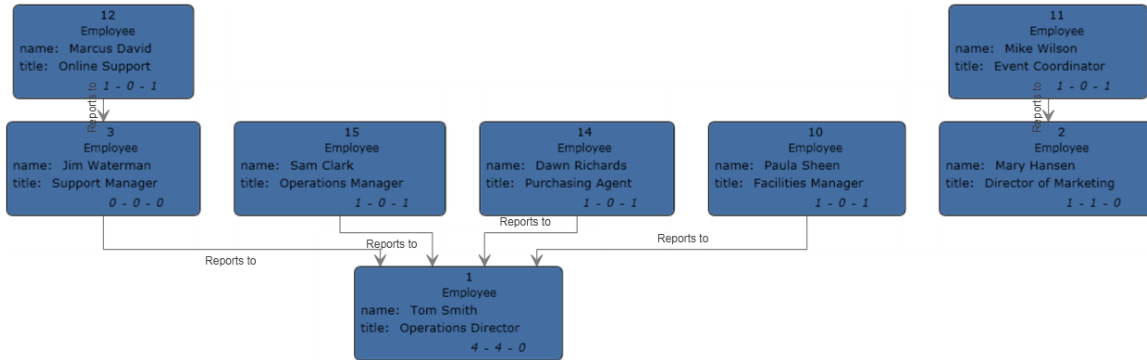 12
Employee
name: Marcus David
title: Online Support
1 - 0 - 1
11
Employee
name: Mike Wilson
title: Event Coordinator
1 - 0 - 1
Reports to
Reports to
3
Employee
name: Jim Waterman
title: Support Manager
0 - 0 - 0
15
Employee
name: Sam Clark
title: Operations Manager
1 - 0 - 1
14
Employee
name: Dawn Richards
title: Purchasing Agent
1 - 0 - 1
10
Employee
name: Paula Sheen
title: Facilities Manager
1 - 0 - 1
2
Employee
name: Mary Hansen
title: Director of Marketing
1 - 1 - 0
Reports to
Reports to
Reports to
Reports to
1
Employee
name: Tom Smith
title: Operations Director
4 - 4 - 0